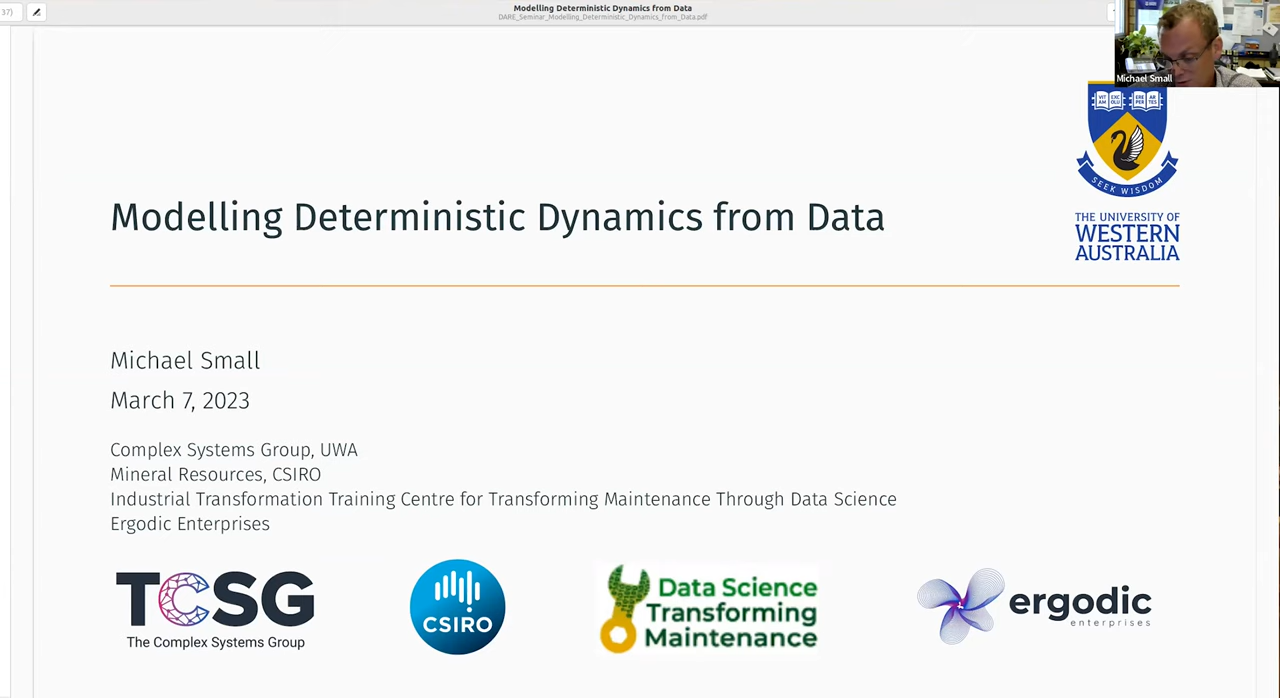 37)
Modelling Deterministic Dynamics from Data
DARE_Seminar_Modelling_Deterministic_Dynamics_from_Data.pdf
Michael Small
SEEK WISDOM
THE UNIVERSITY OF
WESTERN
AUSTRALIA
Modelling Deterministic Dynamics from Data
Michael Small
March 7, 2023
Complex Systems Group, UWA
Mineral Resources, CSIRO
Industrial Transformation Training Centre for Transforming Maintenance Through Data Science
Ergodic Enterprises
TCSG
The Complex Systems Group
CSIRO
Data Science
Transforming
Maintenance
ergodic
enterprises